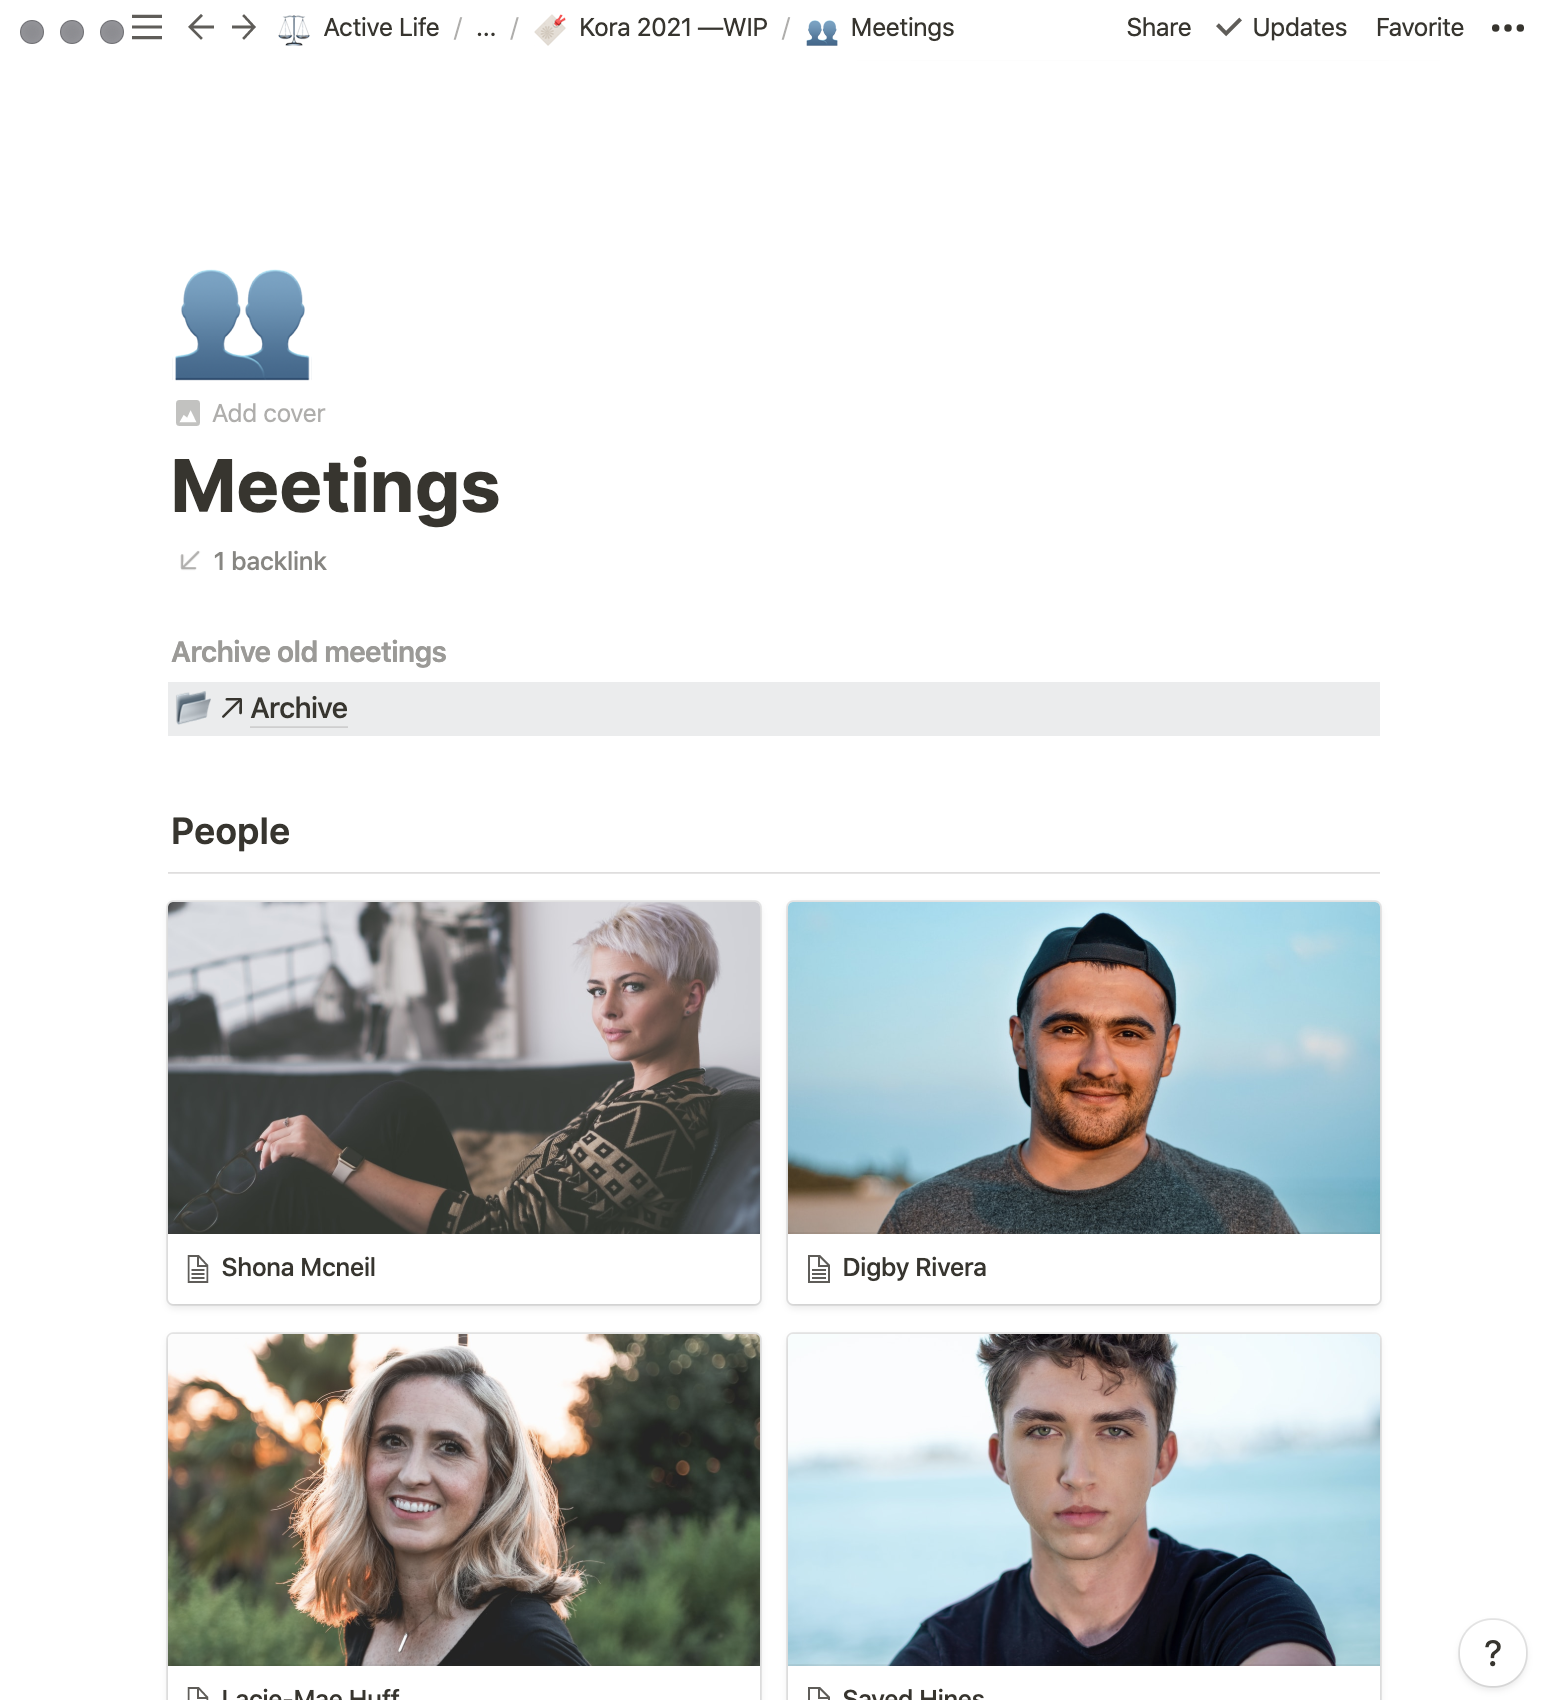 Active Life / ... / Kora 2021 —WIP / Meetings Share Updates Favorite •••
Add cover
Meetings
1 backlink
Archive old meetings
Archive
People
Shona Mcneil
Digby Rivera
Lacie-Mae Huff
Sayed Hines
?